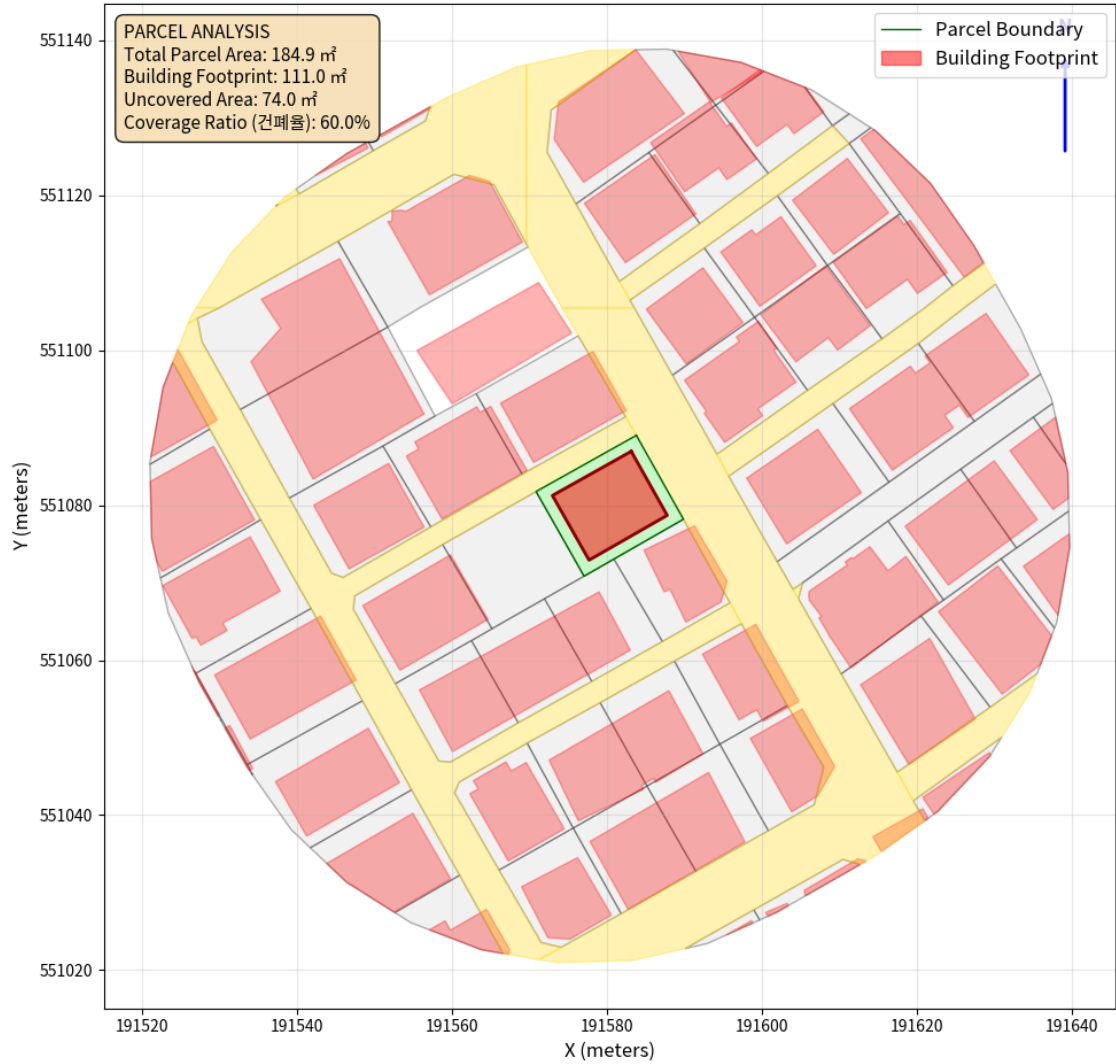 PARCEL ANALYSIS
Total Parcel Area: 184.9 ㎡
Building Footprint: 111.0 ㎡
Uncovered Area: 74.0 ㎡
Coverage Ratio (건폐율): 60.0%
Parcel Boundary
Building Footprint
N
551140
551120
551100
551080
551060
551040
551020
Y (meters)
191520
191540
191560
191580
191600
191620
191640
X (meters)